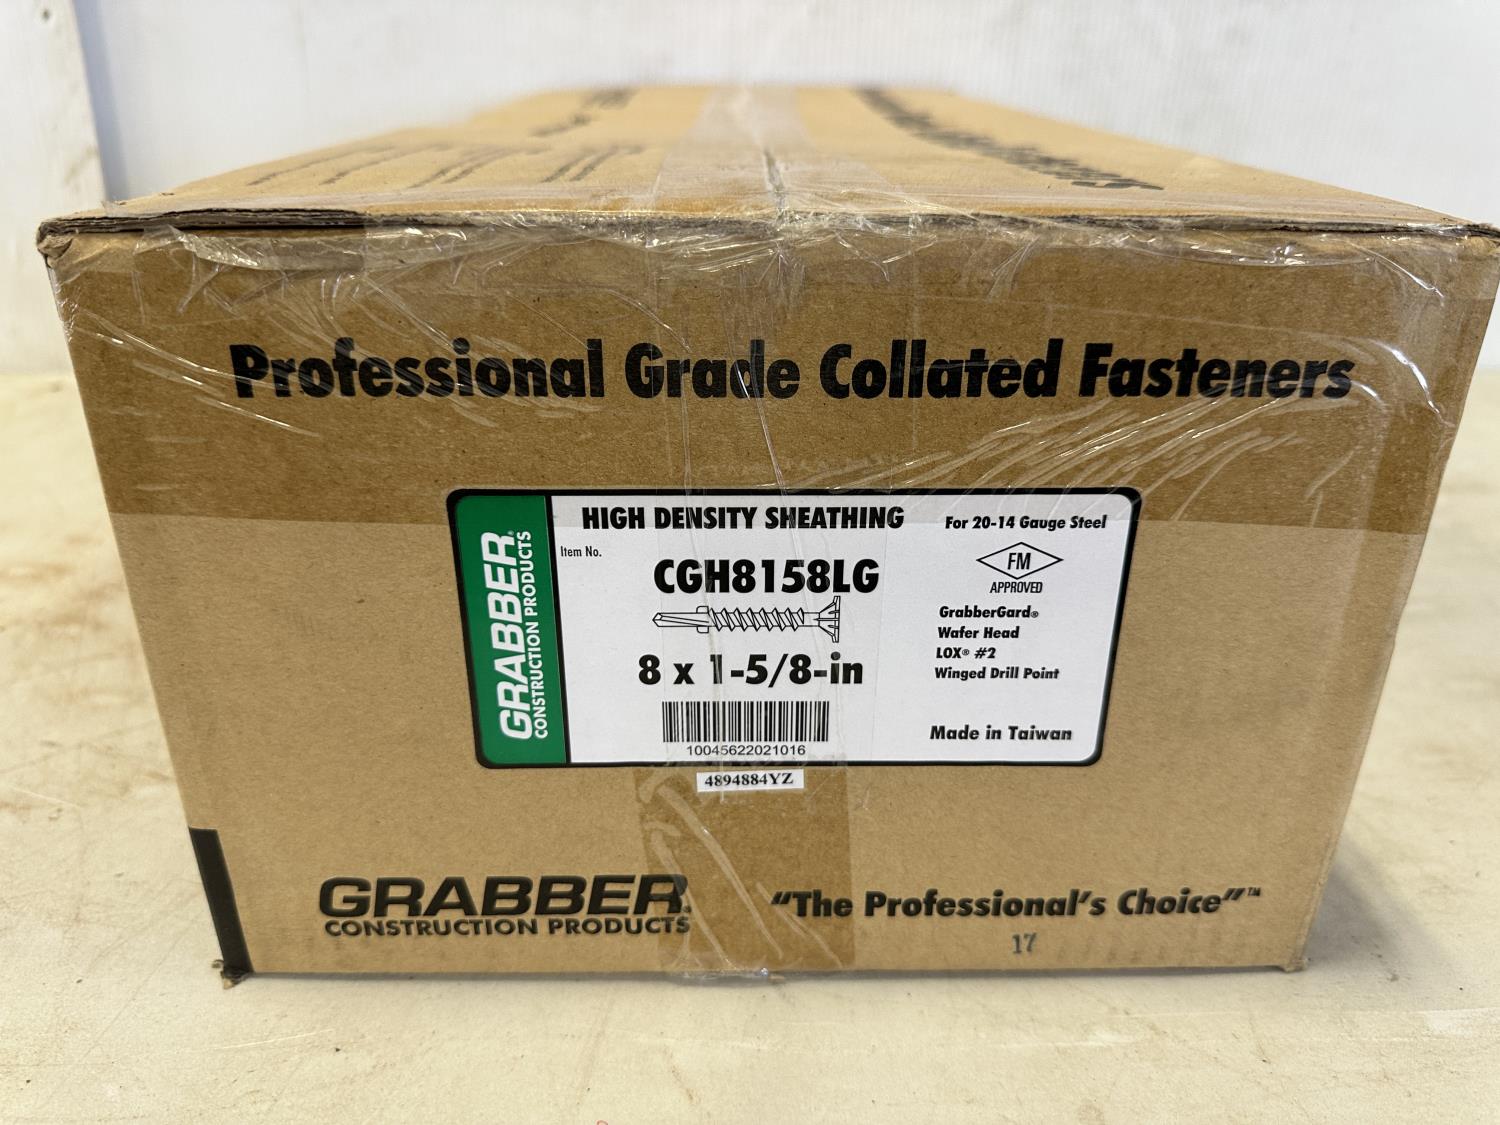 Professional Grade Collated Fasteners
GRABBER®
CONSTRUCTION PRODUCTS
HIGH DENSITY SHEATHING
For 20-14 Gauge Steel
Item No.
CGH8158LG
FM
APPROVED
GrabberGard®
Wafer Head
LOX® #2
Winged Drill Point
8 x 1-5/8-in
10045622021016
Made in Taiwan
4894884YZ
GRABBER®
CONSTRUCTION PRODUCTS
"The Professional's Choice"™
17